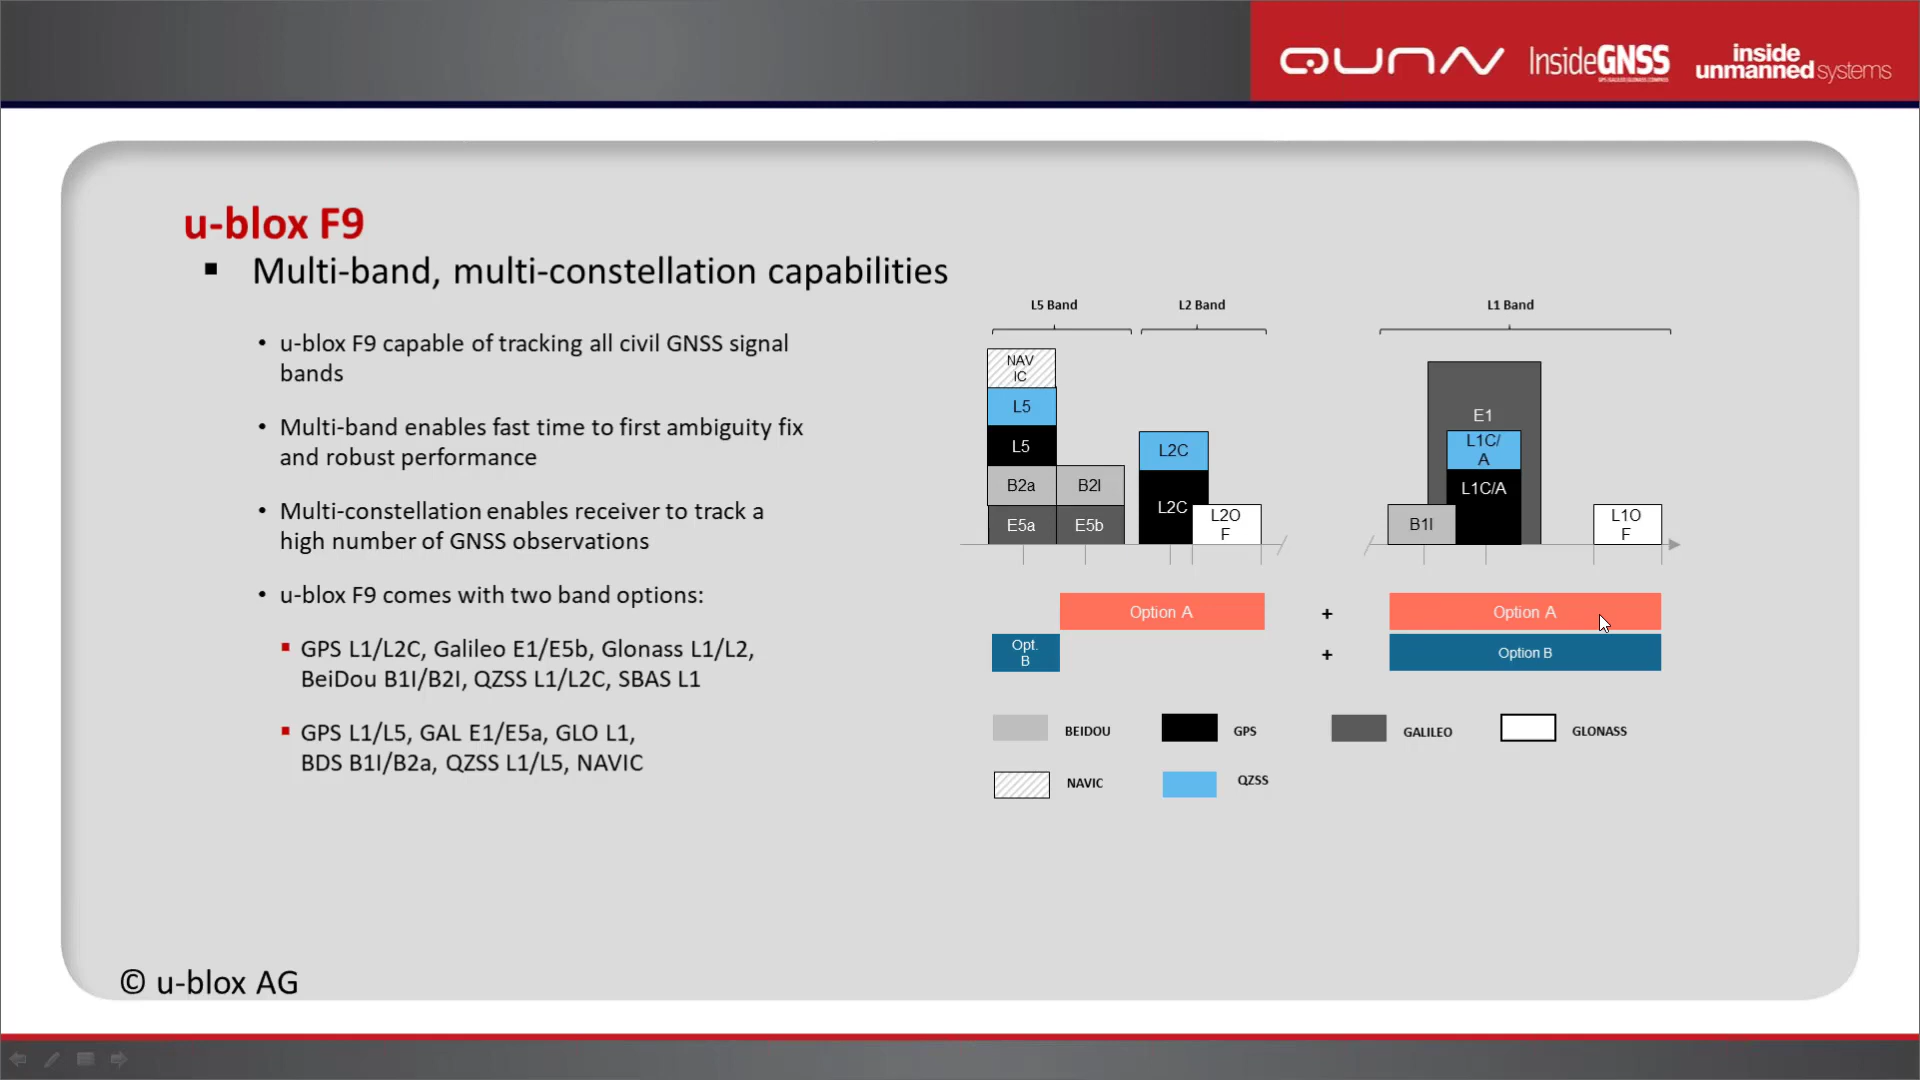 QUNAV
InsideGNSS
GPS|GALILEO|GLONASS|COMPASS
inside
unmanned systems
u-blox F9
▪ Multi-band, multi-constellation capabilities
• u-blox F9 capable of tracking all civil GNSS signal
bands
• Multi-band enables fast time to first ambiguity fix
and robust performance
• Multi-constellation enables receiver to track a
high number of GNSS observations
• u-blox F9 comes with two band options:
▪ GPS L1/L2C, Galileo E1/E5b, Glonass L1/L2,
BeiDou B1I/B2I, QZSS L1/L2C, SBAS L1
▪ GPS L1/L5, GAL E1/E5a, GLO L1,
BDS B1I/B2a, QZSS L1/L5, NAVIC
L5 Band
L2 Band
L1 Band
NAV
IC
L5
L5
B2a
B2I
E5a
E5b
L2C
L2C
L2O
F
E1
L1C/
A
L1C/A
B1I
L1O
F
Option A
+
Option A
Opt.
B
+
Option B
BEIDOU
GPS
GALILEO
GLONASS
NAVIC
QZSS
© u-blox AG